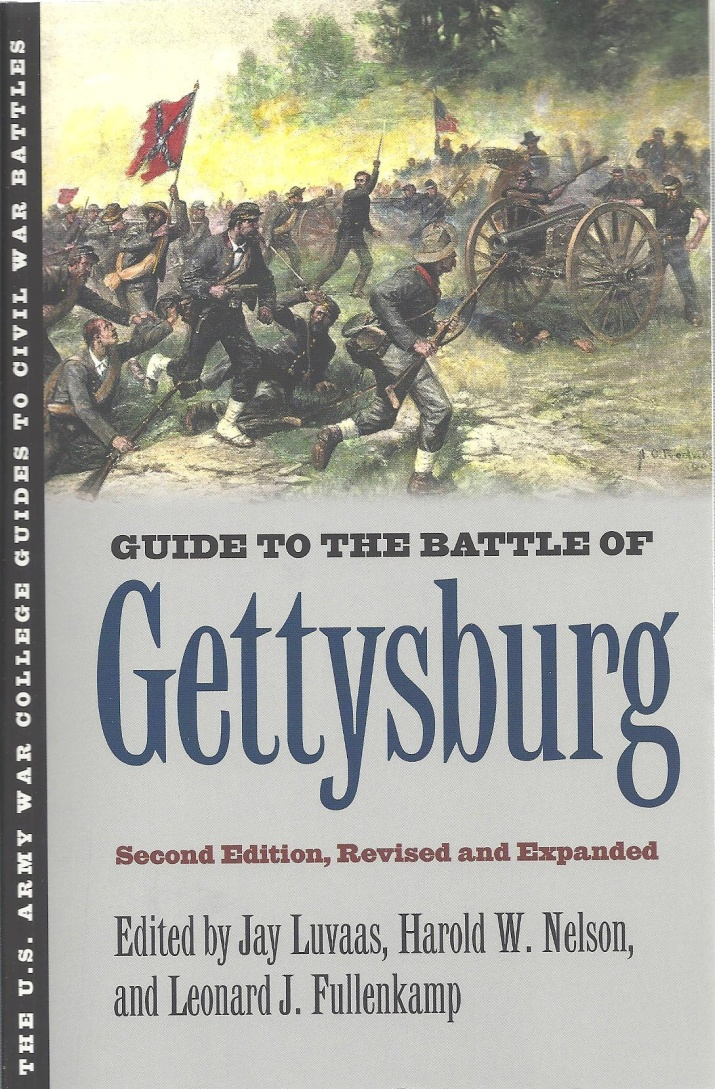 THE U.S. ARMY WAR COLLEGE GUIDES TO CIVIL WAR BATTLES
GUIDE TO THE BATTLE OF
Gettysburg
Second Edition, Revised and Expanded
Edited by Jay Luvaas, Harold W. Nelson,
and Leonard J. Fullenkamp